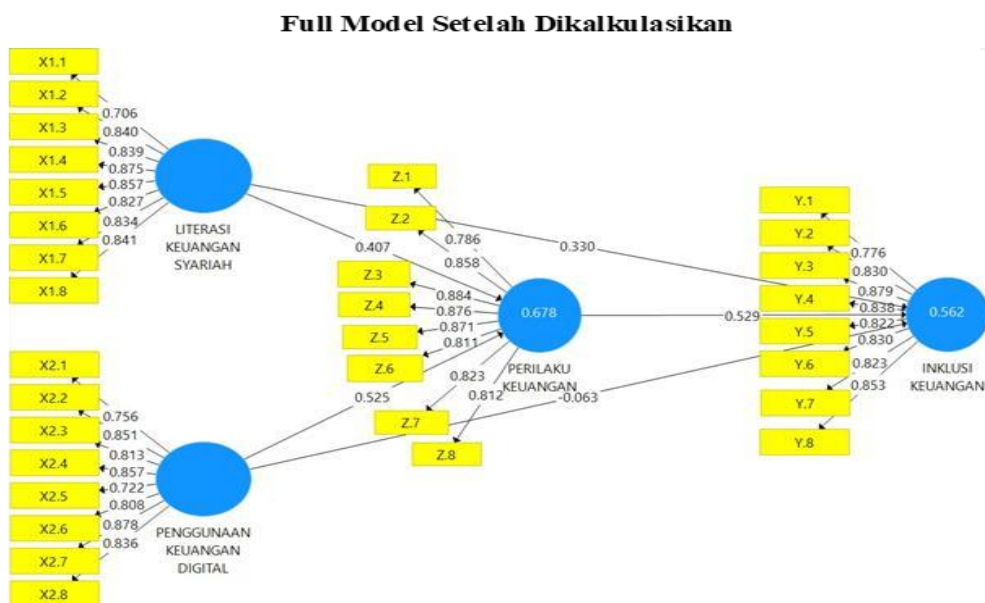 Full Model Setelah Dikalkulasikan
X1.1
X1.2
X1.3
X1.4
X1.5
X1.6
X1.7
X1.8
0.706
0.840
0.839
0.875
0.857
0.827
0.834
0.841
LITERASI
KEUANGAN
SYARIAH
X2.1
X2.2
X2.3
X2.4
X2.5
X2.6
X2.7
X2.8
0.756
0.851
0.813
0.857
0.722
0.808
0.878
0.836
PENGGUNAAN
KEUANGAN
DIGITAL
0.407
0.525
0.330
0.529
-0.063
Z.1
Z.2
Z.3
Z.4
Z.5
Z.6
Z.7
Z.8
0.786
0.858
0.884
0.876
0.871
0.811
0.823
0.812
0.678
PERILAKU
KEUANGAN
Y.1
Y.2
Y.3
Y.4
Y.5
Y.6
Y.7
Y.8
0.776
0.830
0.879
0.838
0.822
0.830
0.823
0.853
0.562
INKLUSI
KEUANGAN